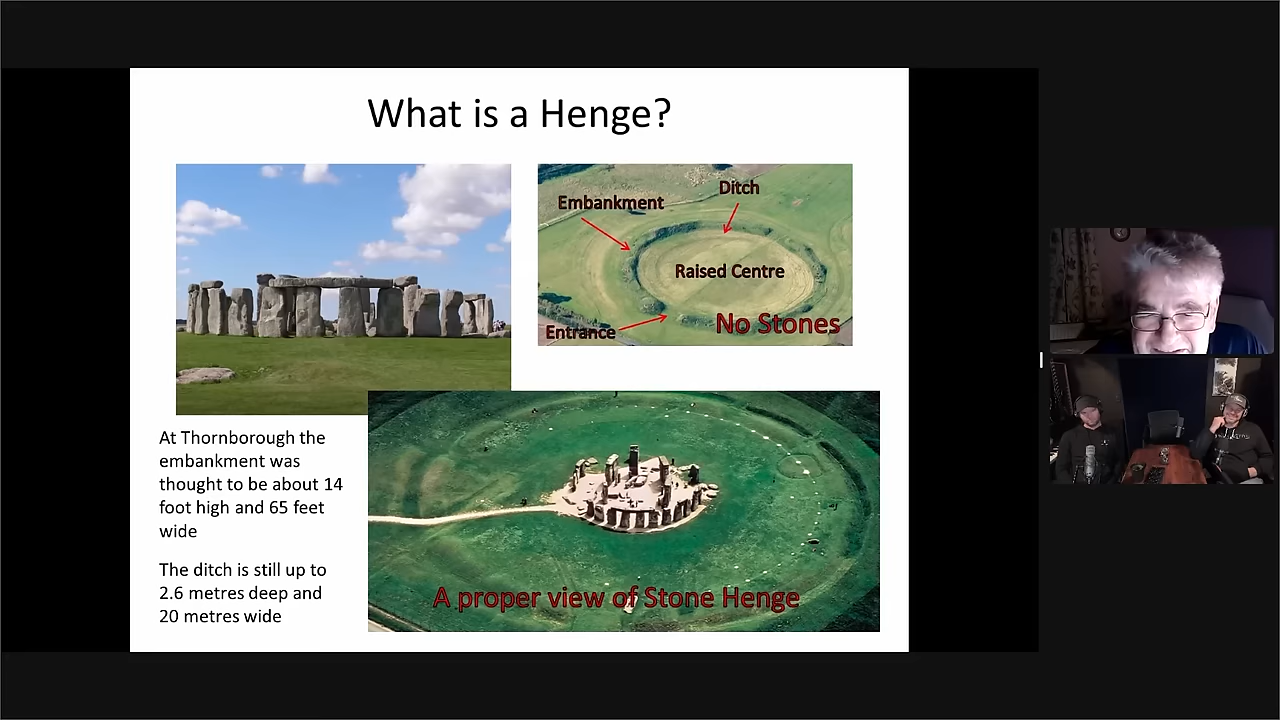 What is a Henge?
Embankment
Ditch
Raised Centre
Entrance
No Stones
At Thornborough the
embankment was
thought to be about 14
foot high and 65 feet
wide
The ditch is still up to
2.6 metres deep and
20 metres wide
A proper view of Stone Henge